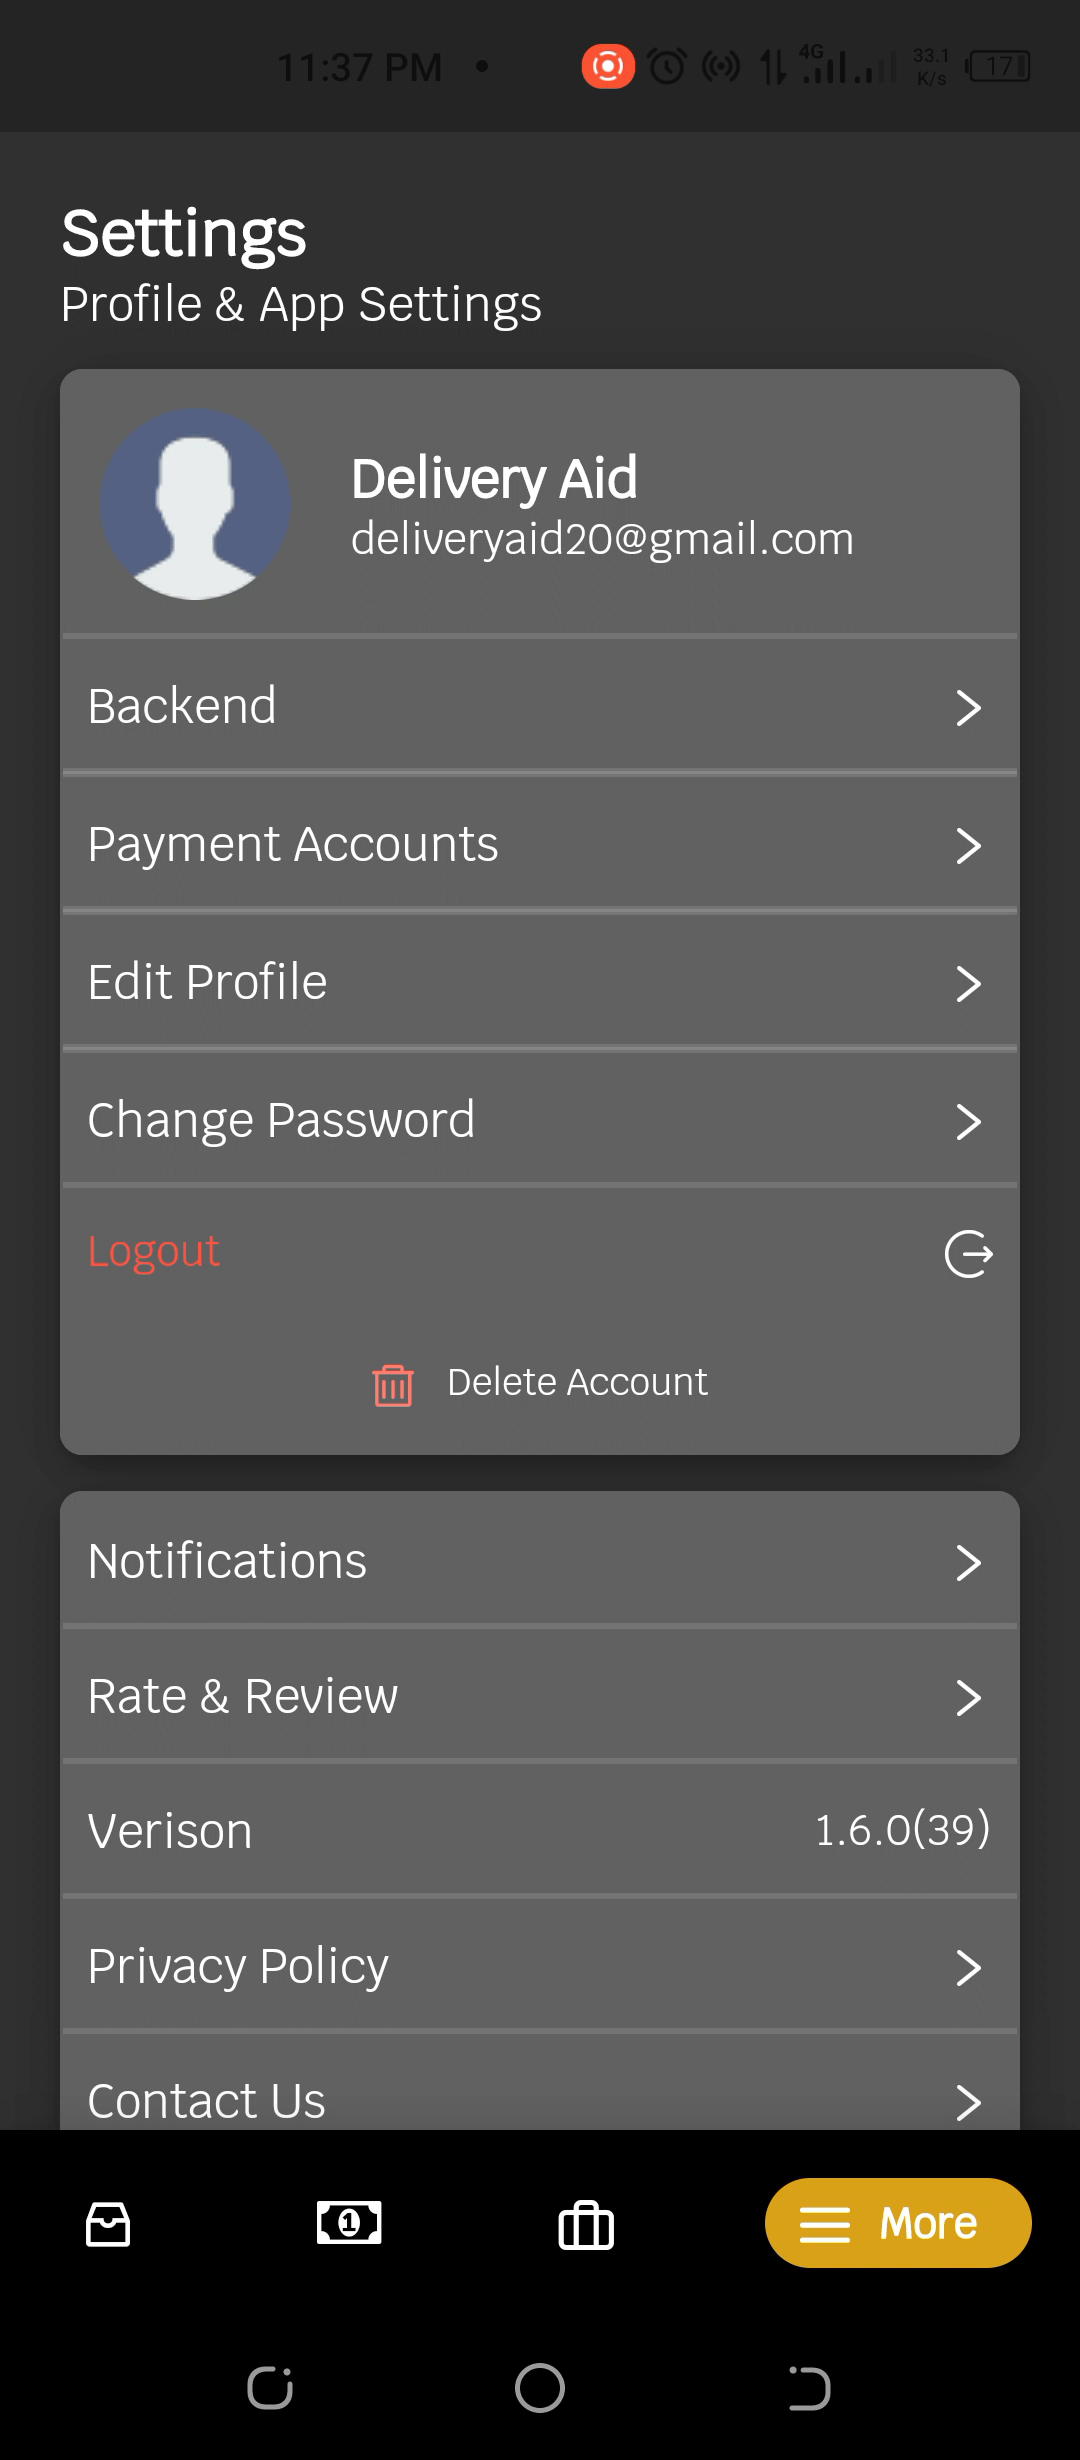 11:37 PM
4G
33.1
K/s
17
Settings
Profile & App Settings
Delivery Aid
deliveryaid20@gmail.com
Backend
Payment Accounts
Edit Profile
Change Password
Logout
Delete Account
Notifications
Rate & Review
Verison 1.6.0(39)
Privacy Policy
Contact Us
1
More